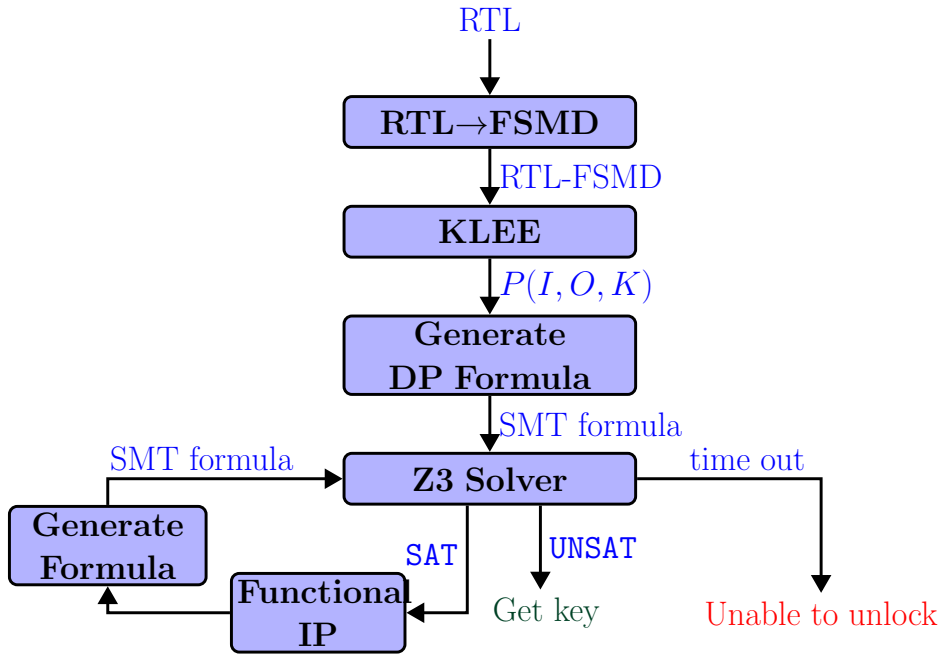 RTL
RTL→FSMD
RTL-FSMD
KLEE
P(I, O, K)
Generate
DP Formula
SMT formula
SMT formula
Z3 Solver
time out
Generate
Formula
SAT
UNSAT
Functional
IP
Get key
Unable to unlock